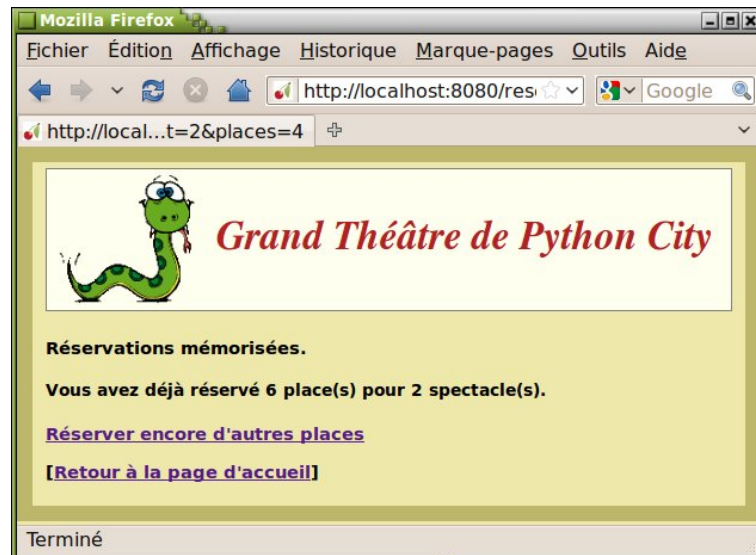 Mozilla Firefox
Fichier Édition Affichage Historique Marque-pages Outils Aide
http://localhost:8080/res Google
http://local...t=2&places=4
Grand Théâtre de Python City
Réservations mémorisées.
Vous avez déjà réservé 6 place(s) pour 2 spectacle(s).
Réserver encore d'autres places
[Retour à la page d'accueil]
Terminé